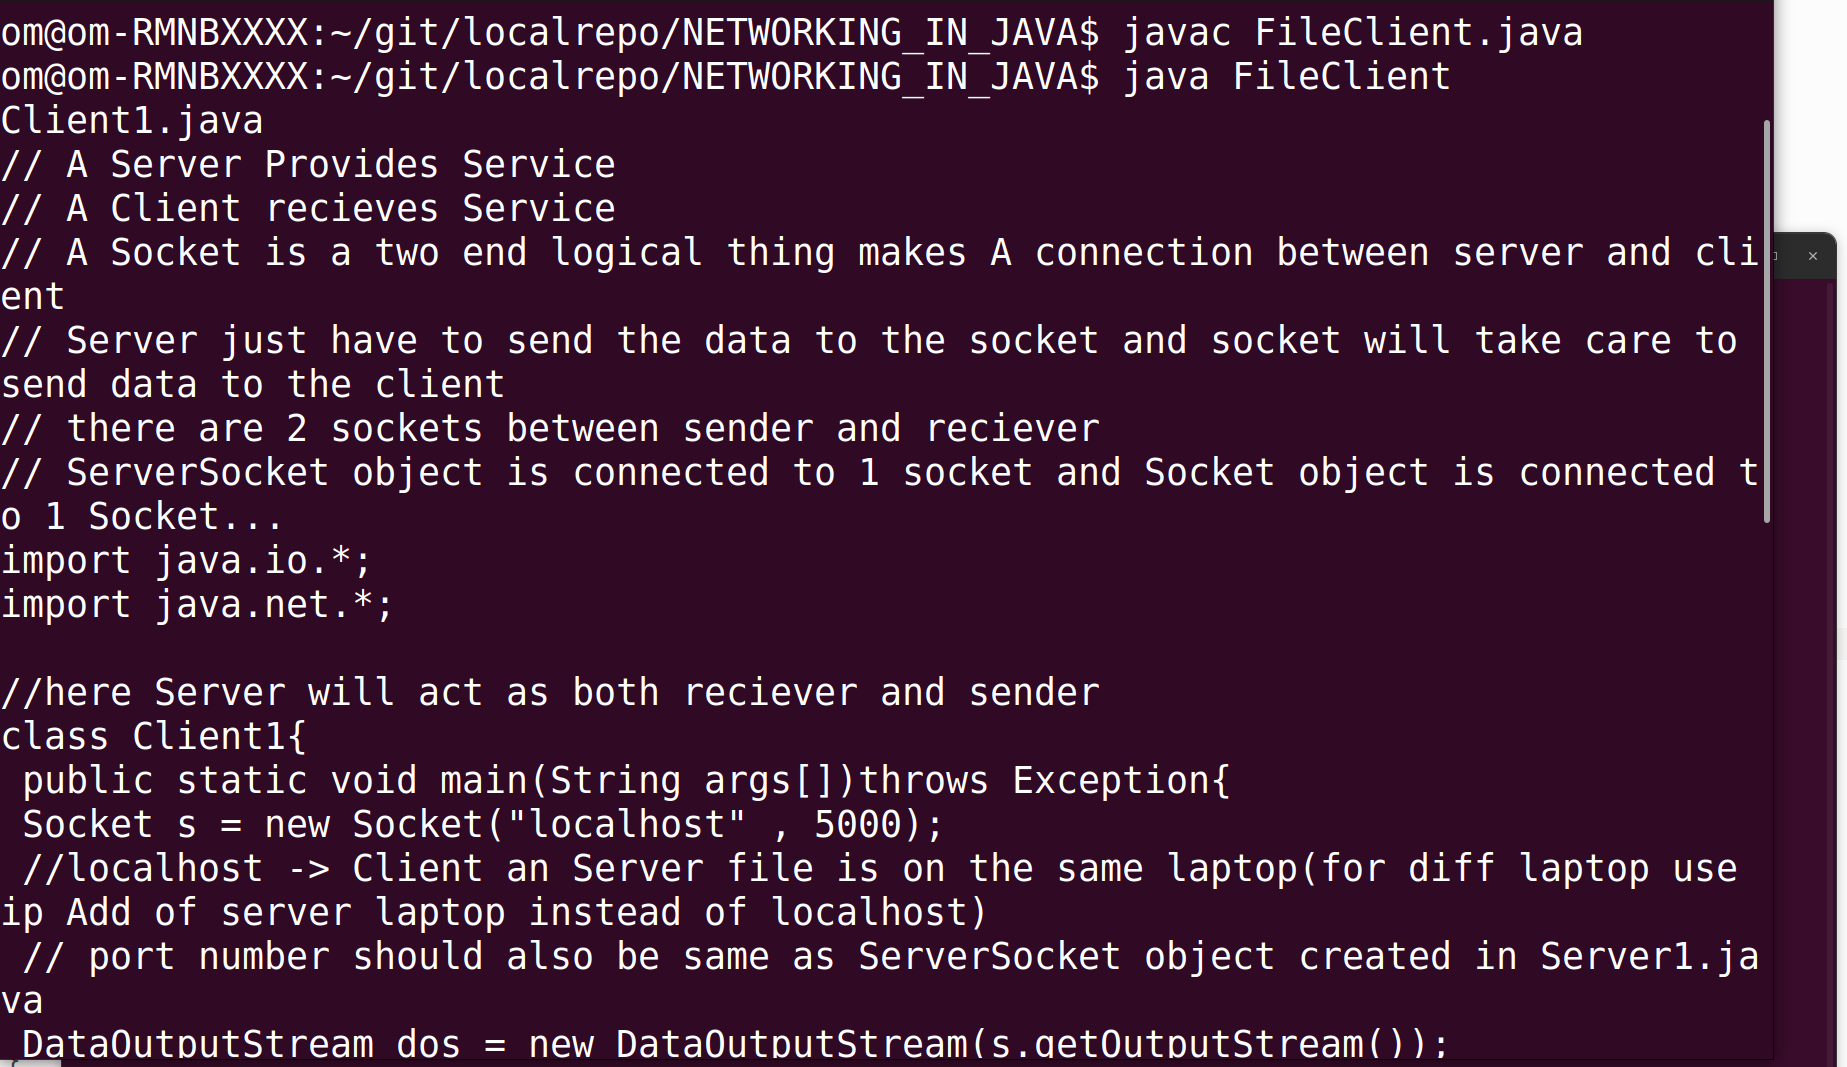 om@om-RMNBXXXX:~/git/localrepo/NETWORKING_IN_JAVA$ javac FileClient.java
om@om-RMNBXXXX:~/git/localrepo/NETWORKING_IN_JAVA$ java FileClient
Client1.java
// A Server Provides Service
// A Client recieves Service
// A Socket is a two end logical thing makes A connection between server and cli
ent
// Server just have to send the data to the socket and socket will take care to
send data to the client
// there are 2 sockets between sender and reciever
// ServerSocket object is connected to 1 socket and Socket object is connected t
o 1 Socket...
import java.io.*;
import java.net.*;

//here Server will act as both reciever and sender
class Client1{
 public static void main(String args[])throws Exception{
 Socket s = new Socket("localhost" , 5000);
 //localhost -> Client an Server file is on the same laptop(for diff laptop use
ip Add of server laptop instead of localhost)
 // port number should also be same as ServerSocket object created in Server1.ja
va
 DataOutputStream dos = new DataOutputStream(s.getOutputStream());